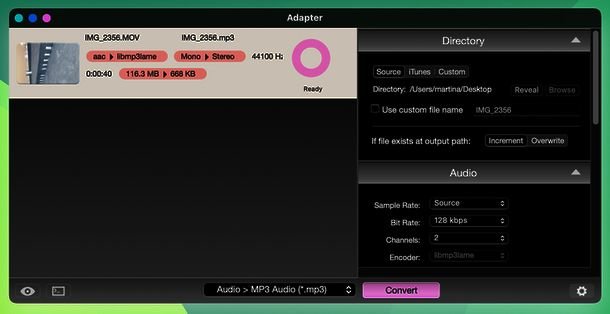 Adapter
IMG_2356.MOV IMG_2356.mp3
aac ▸ libmp3lame Mono ▸ Stereo 44100 Hz
0:00:40 116.3 MB ▸ 668 KB
Ready
Directory
Source iTunes Custom
Directory: /Users/martina/Desktop Reveal Browse
Use custom file name IMG_2356
If file exists at output path: Increment Overwrite
Audio
Sample Rate: Source
Bit Rate: 128 kbps
Channels: 2
Encoder: libmp3lame
Audio > MP3 Audio (*.mp3) Convert